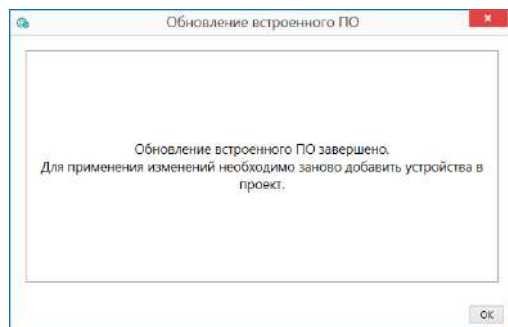 Обновление встроенного ПО
Обновление встроенного ПО завершено.
Для применения изменений необходимо заново добавить устройства в
проект.
ОК